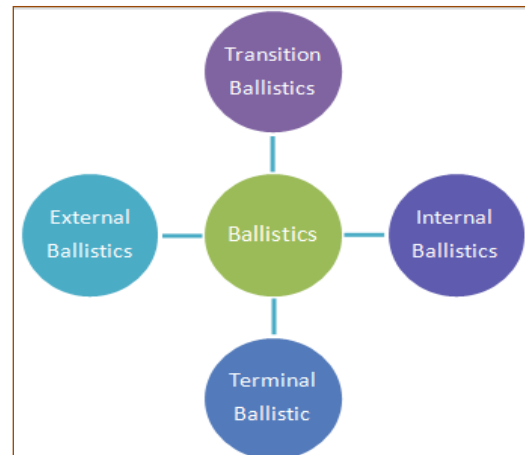 Transition
Ballistics
External
Ballistics
Ballistics
Internal
Ballistics
Terminal
Ballistic